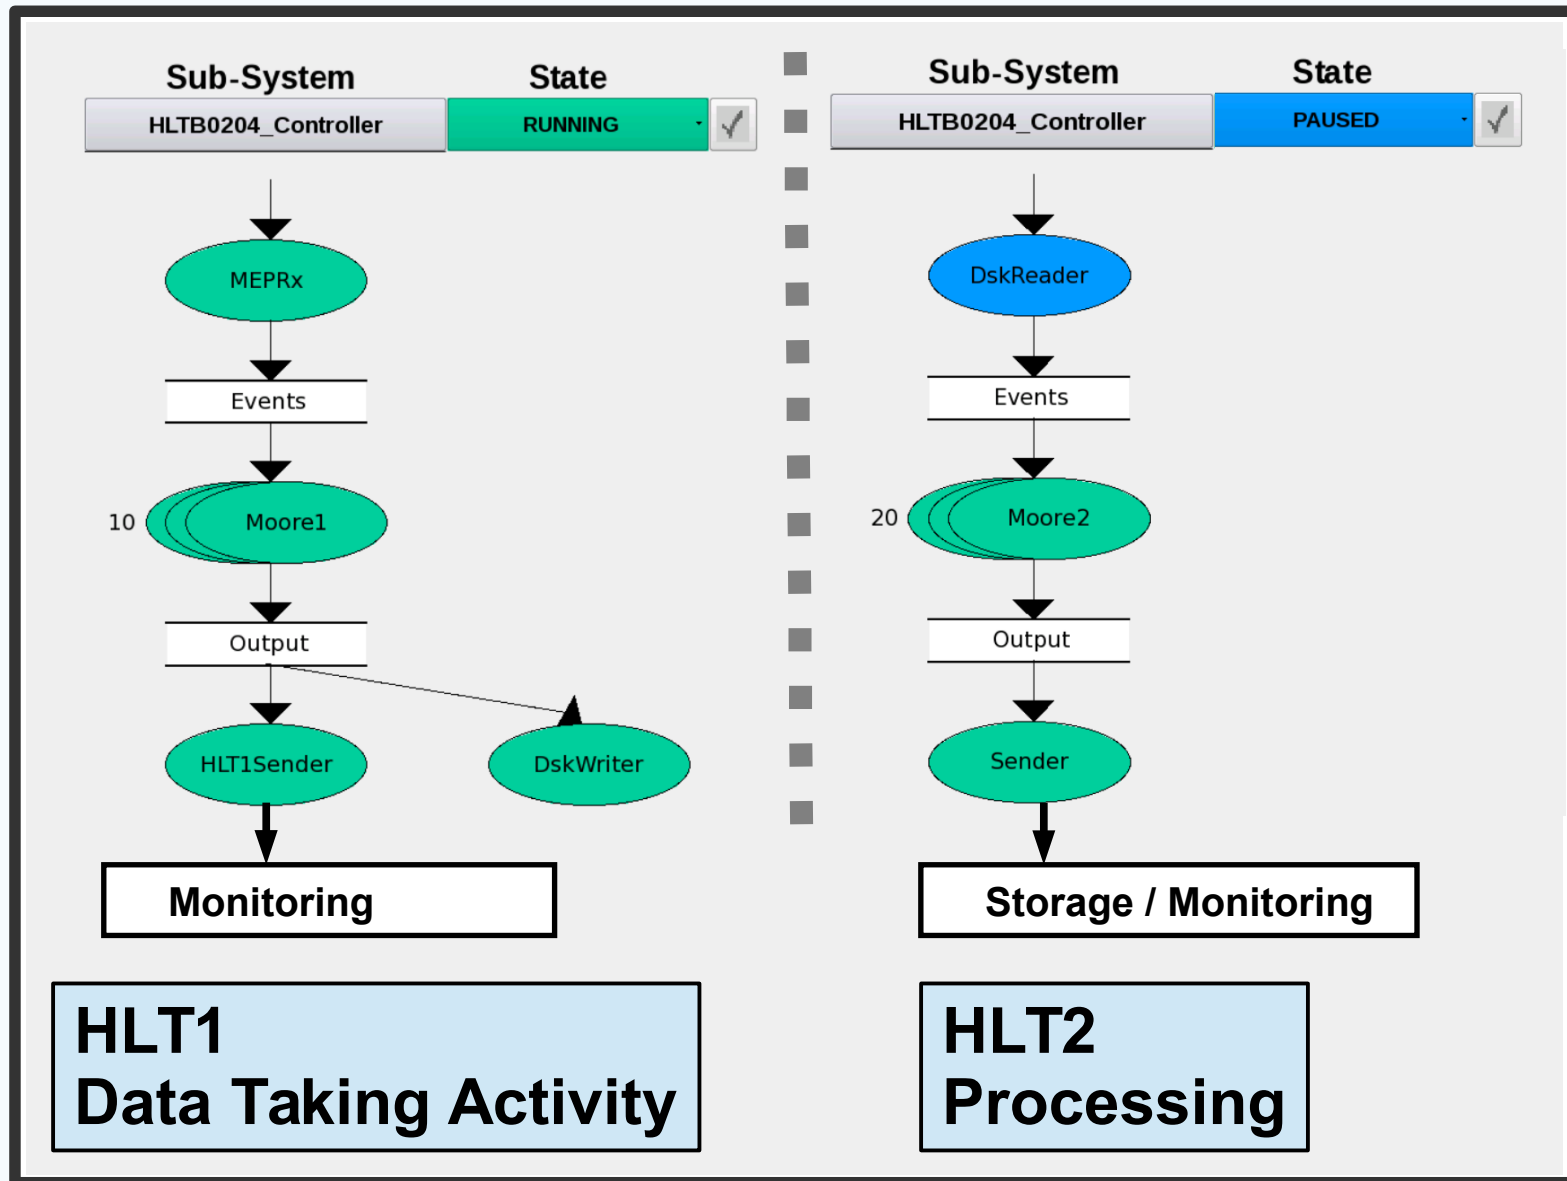 Sub-System State
HLTB0204_Controller RUNNING
MEPRx
Events
10 Moore1
Output
HLT1Sender DskWriter
Monitoring
HLT1
Data Taking Activity
Sub-System State
HLTB0204_Controller PAUSED
DskReader
Events
20 Moore2
Output
Sender
Storage / Monitoring
HLT2
Processing